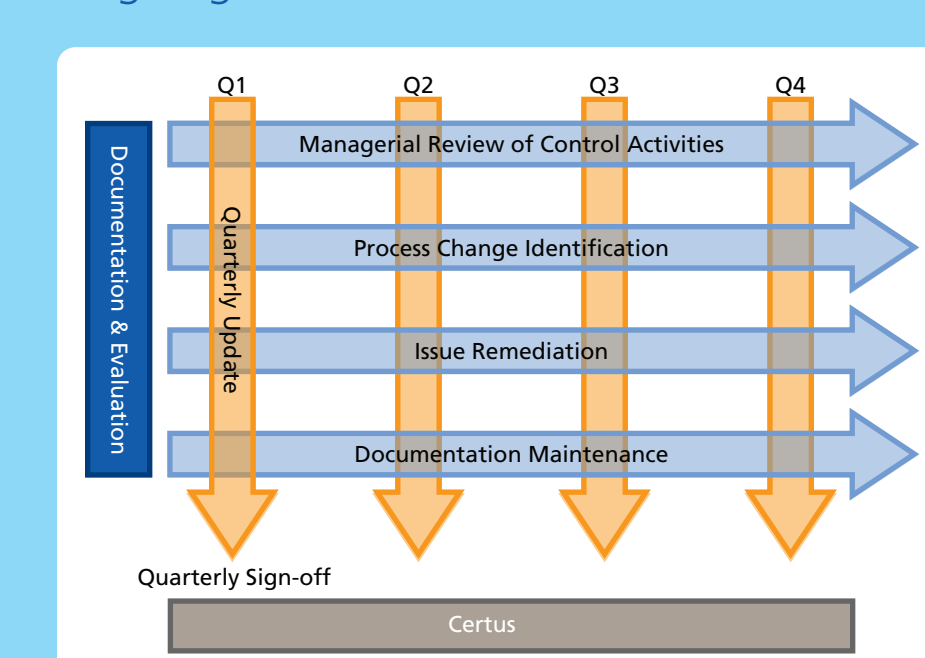 Q1 Q2 Q3 Q4
Documentation & Evaluation
Managerial Review of Control Activities
Quarterly Update
Process Change Identification
Issue Remediation
Documentation Maintenance
Quarterly Sign-off
Certus